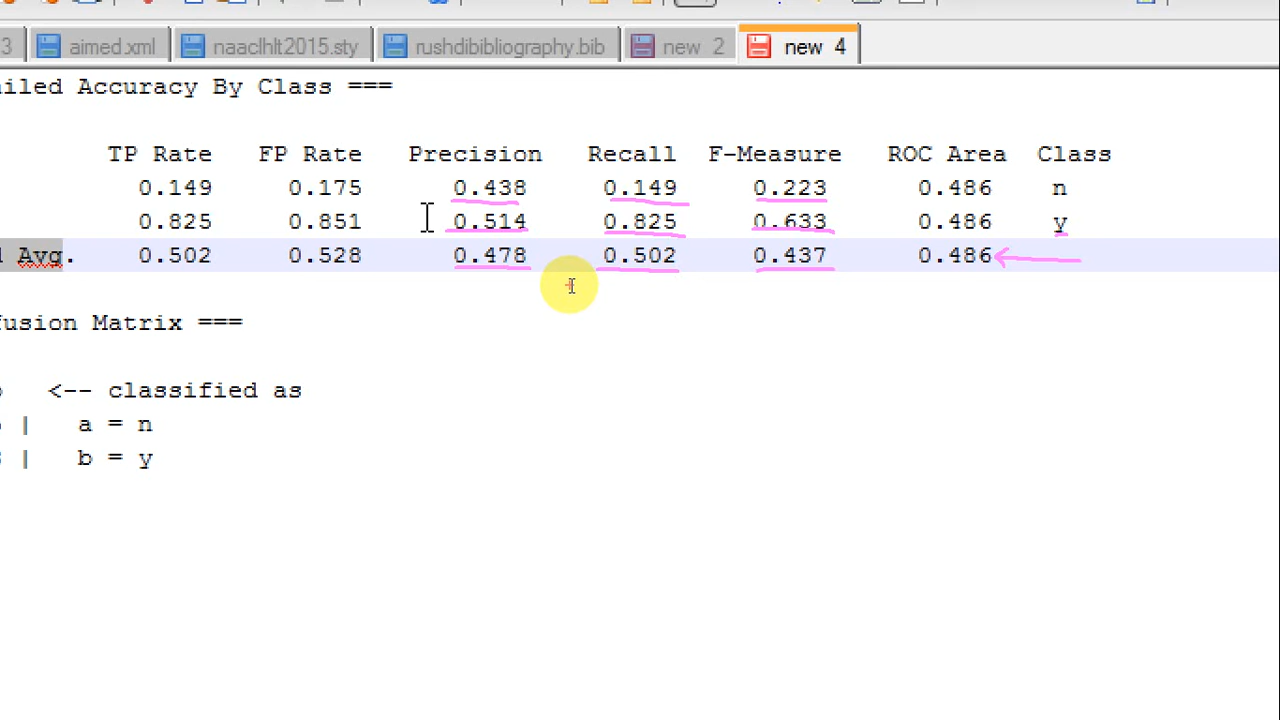 3 aimed.xml naaclhlt2015.sty rushdibibliography.bib new 2 new 4
ailed Accuracy By Class ===
TP Rate FP Rate Precision Recall F-Measure ROC Area Class
0.149 0.175 0.438 0.149 0.223 0.486 n
0.825 0.851 0.514 0.825 0.633 0.486 y
Avg. 0.502 0.528 0.478 0.502 0.437 0.486
fusion Matrix ===
<-- classified as
| a = n
| b = y